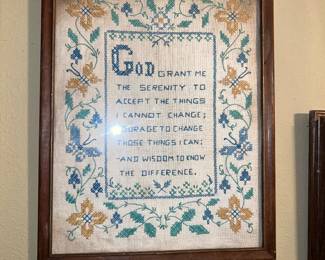 GOD GRANT ME
THE SERENITY TO
ACCEPT THE THINGS
I CANNOT CHANGE;
COURAGE TO CHANGE
THOSE THINGS I CAN;
-AND WISDOM TO KNOW
THE DIFFERENCE.